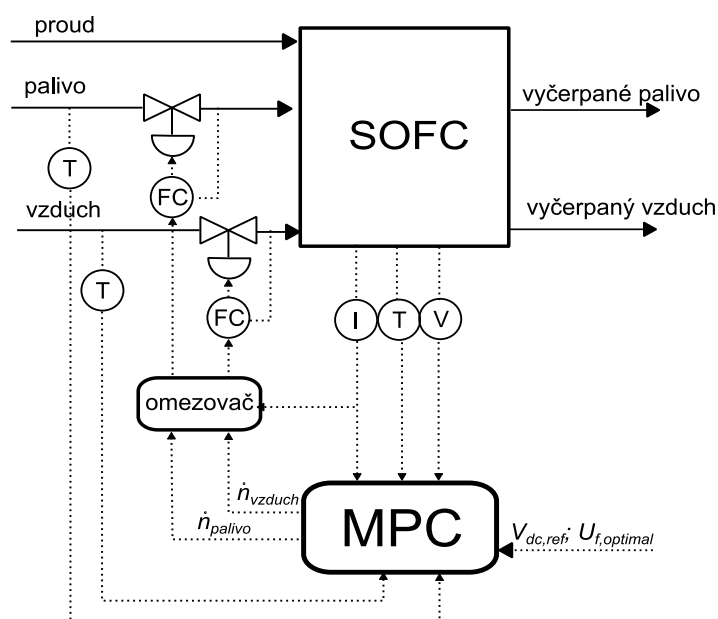 proud
palivo
SOFC
vyčerpané palivo
T
FC
vzduch
vyčerpaný vzduch
T
FC
I
T
V
omezovač
ṅvzduch
ṅpalivo
MPC
Vdc,ref; Uf,optimal